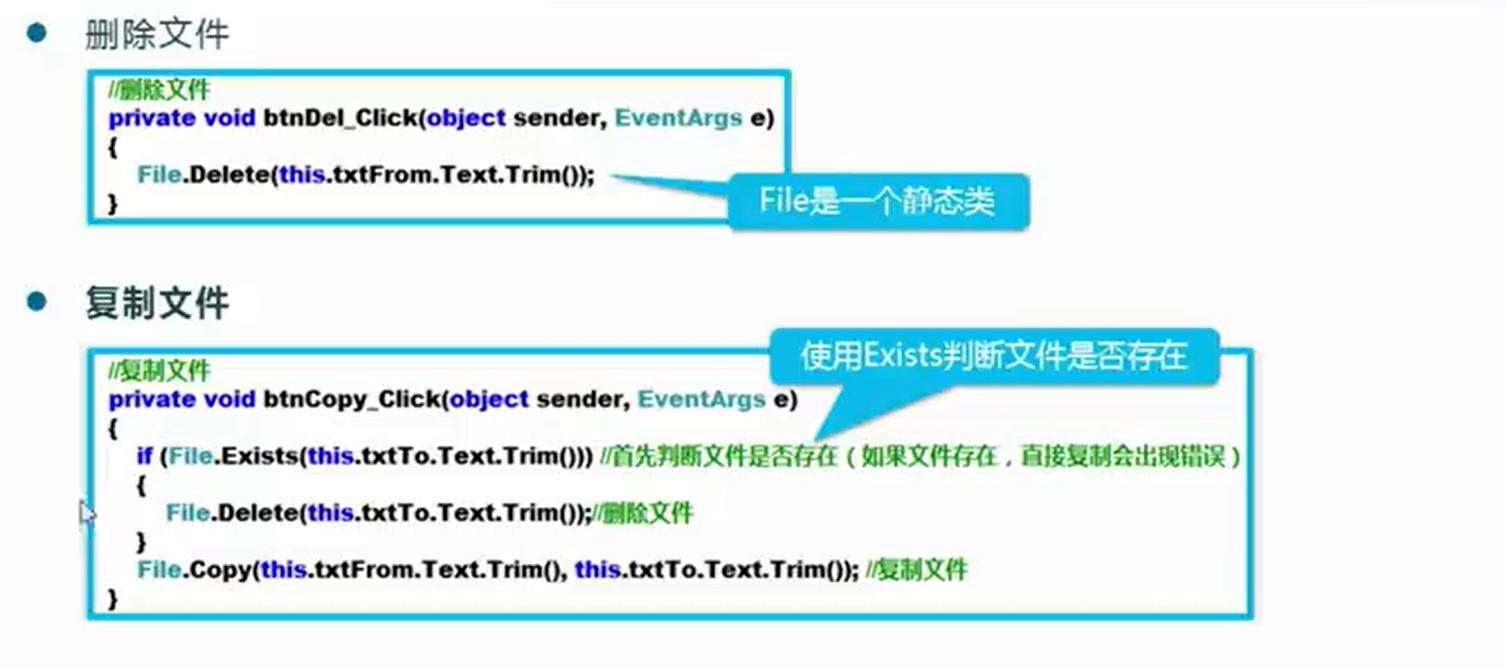 删除文件
//删除文件
private void btnDel_Click(object sender, EventArgs e)
{
File.Delete(this.txtFrom.Text.Trim());
}
File是一个静态类
复制文件
使用Exists判断文件是否存在
//复制文件
private void btnCopy_Click(object sender, EventArgs e)
{
if (File.Exists(this.txtTo.Text.Trim())) //首先判断文件是否存在（如果文件存在，直接复制会出现错误）
{
File.Delete(this.txtTo.Text.Trim());//删除文件
}
File.Copy(this.txtFrom.Text.Trim(), this.txtTo.Text.Trim()); //复制文件
}